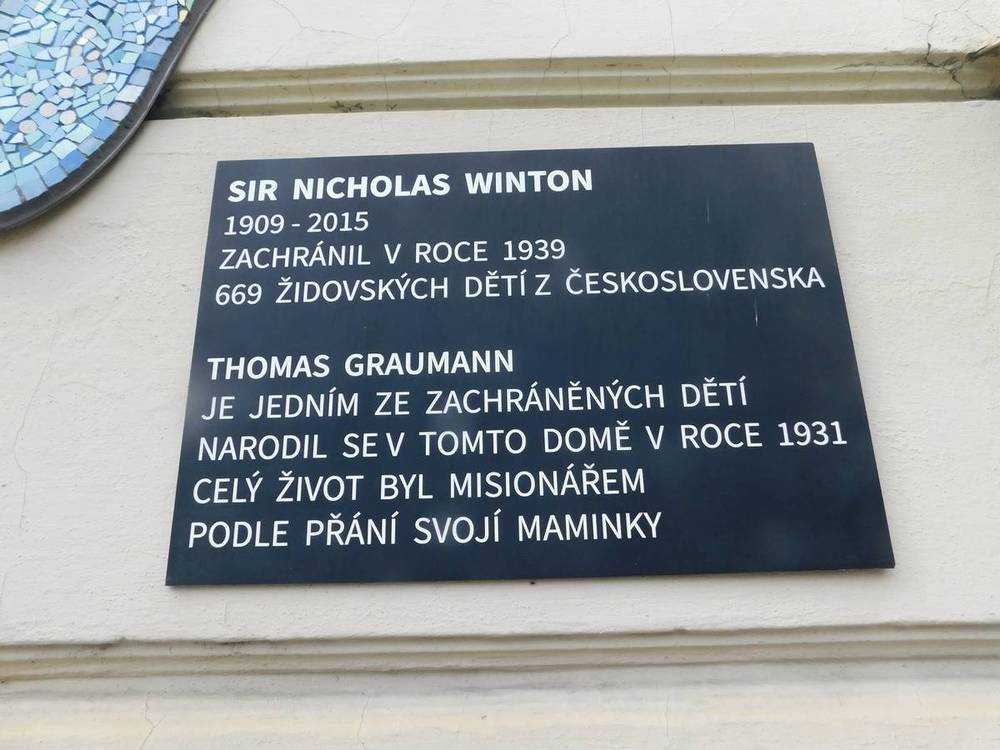 SIR NICHOLAS WINTON
1909 - 2015
ZACHRÁNIL V ROCE 1939
669 ŽIDOVSKÝCH DĚTÍ Z ČESKOSLOVENSKA
THOMAS GRAUMANN
JE JEDNÍM ZE ZACHRÁNĚNÝCH DĚTÍ
NARODIL SE V TOMTO DOMĚ V ROCE 1931
CELÝ ŽIVOT BYL MISIONÁŘEM
PODLE PŘÁNÍ SVOJÍ MAMINKY